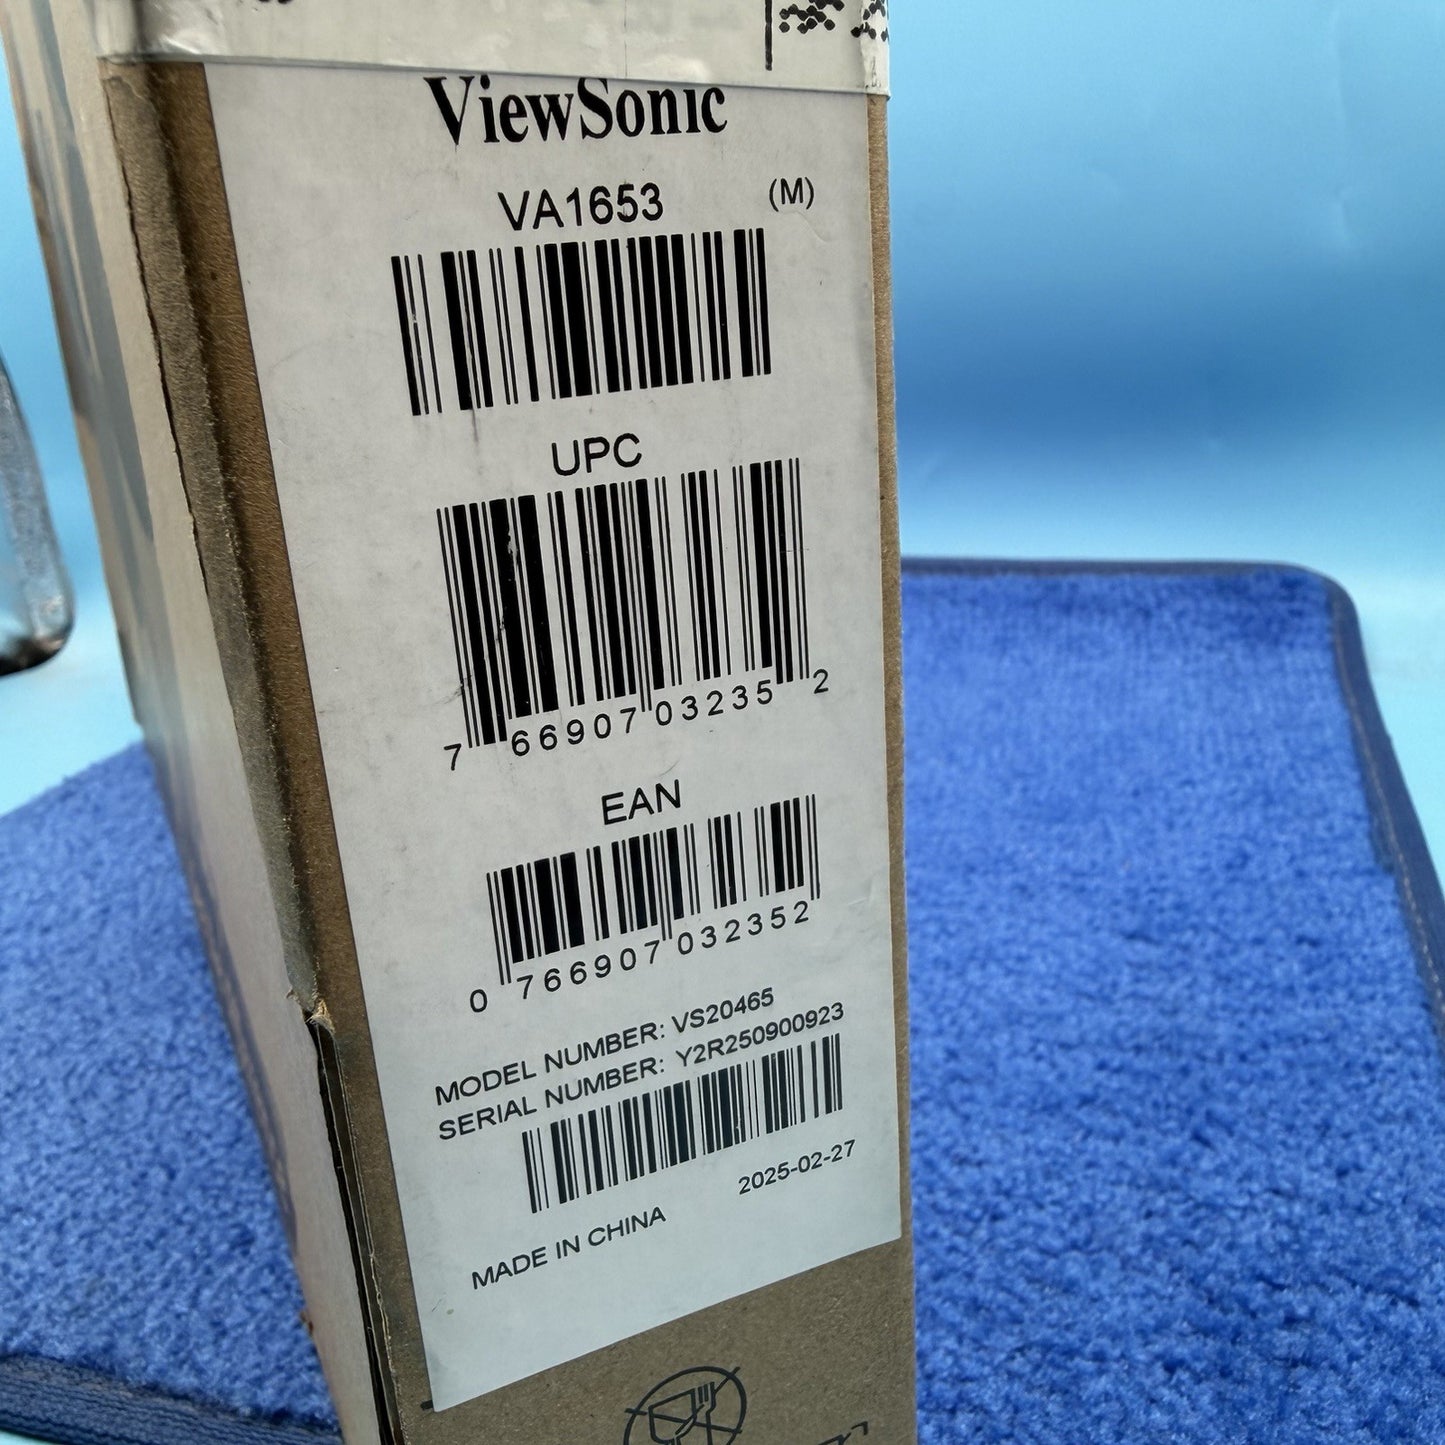 ViewSonic
VA1653 (M)
UPC
7 66907 03235 2
EAN
0 766907 032352
MODEL NUMBER: VS20465
SERIAL NUMBER: Y2R250900923
2025-02-27
MADE IN CHINA